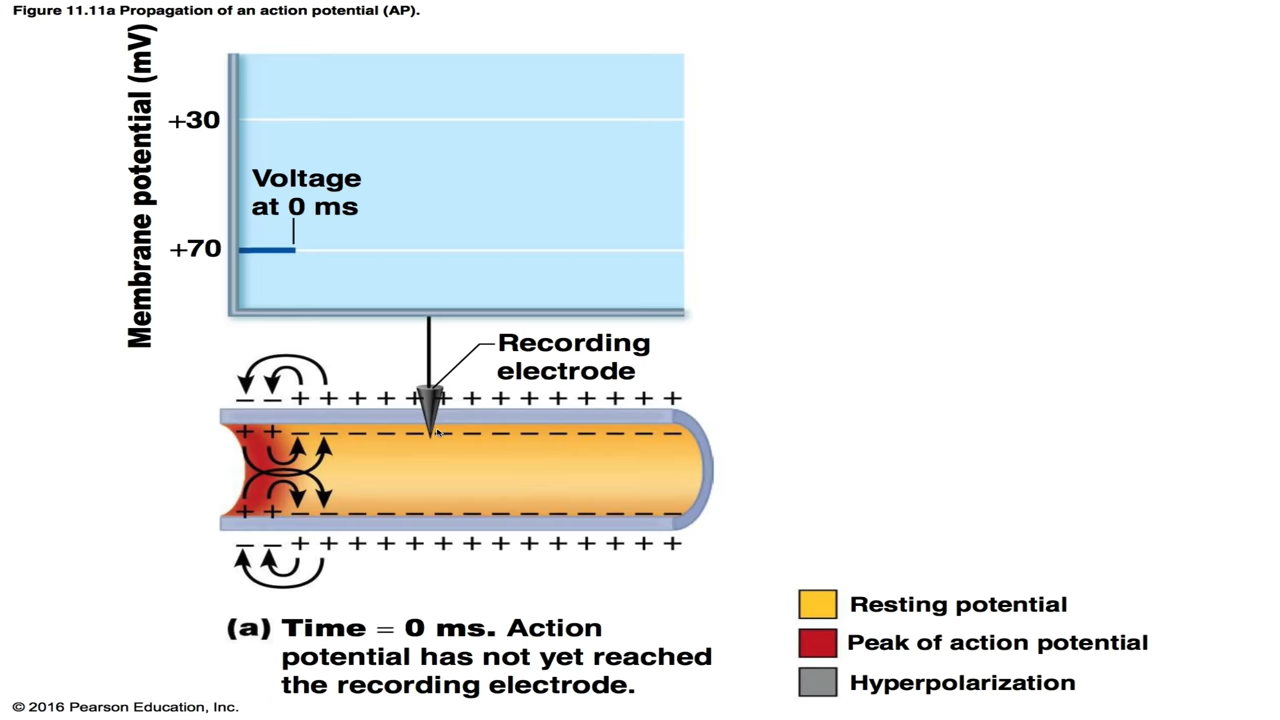 Figure 11.11a Propagation of an action potential (AP).
Membrane potential (mV)
+30
Voltage
at 0 ms
+70
Recording
electrode
− − + + + + + + + + + + + + + +
+ + − − − − − − − − − − − − − −
+ + − − − − − − − − − − − − − −
− − + + + + + + + + + + + + + +
(a) Time = 0 ms. Action
potential has not yet reached
the recording electrode.
Resting potential
Peak of action potential
Hyperpolarization
© 2016 Pearson Education, Inc.